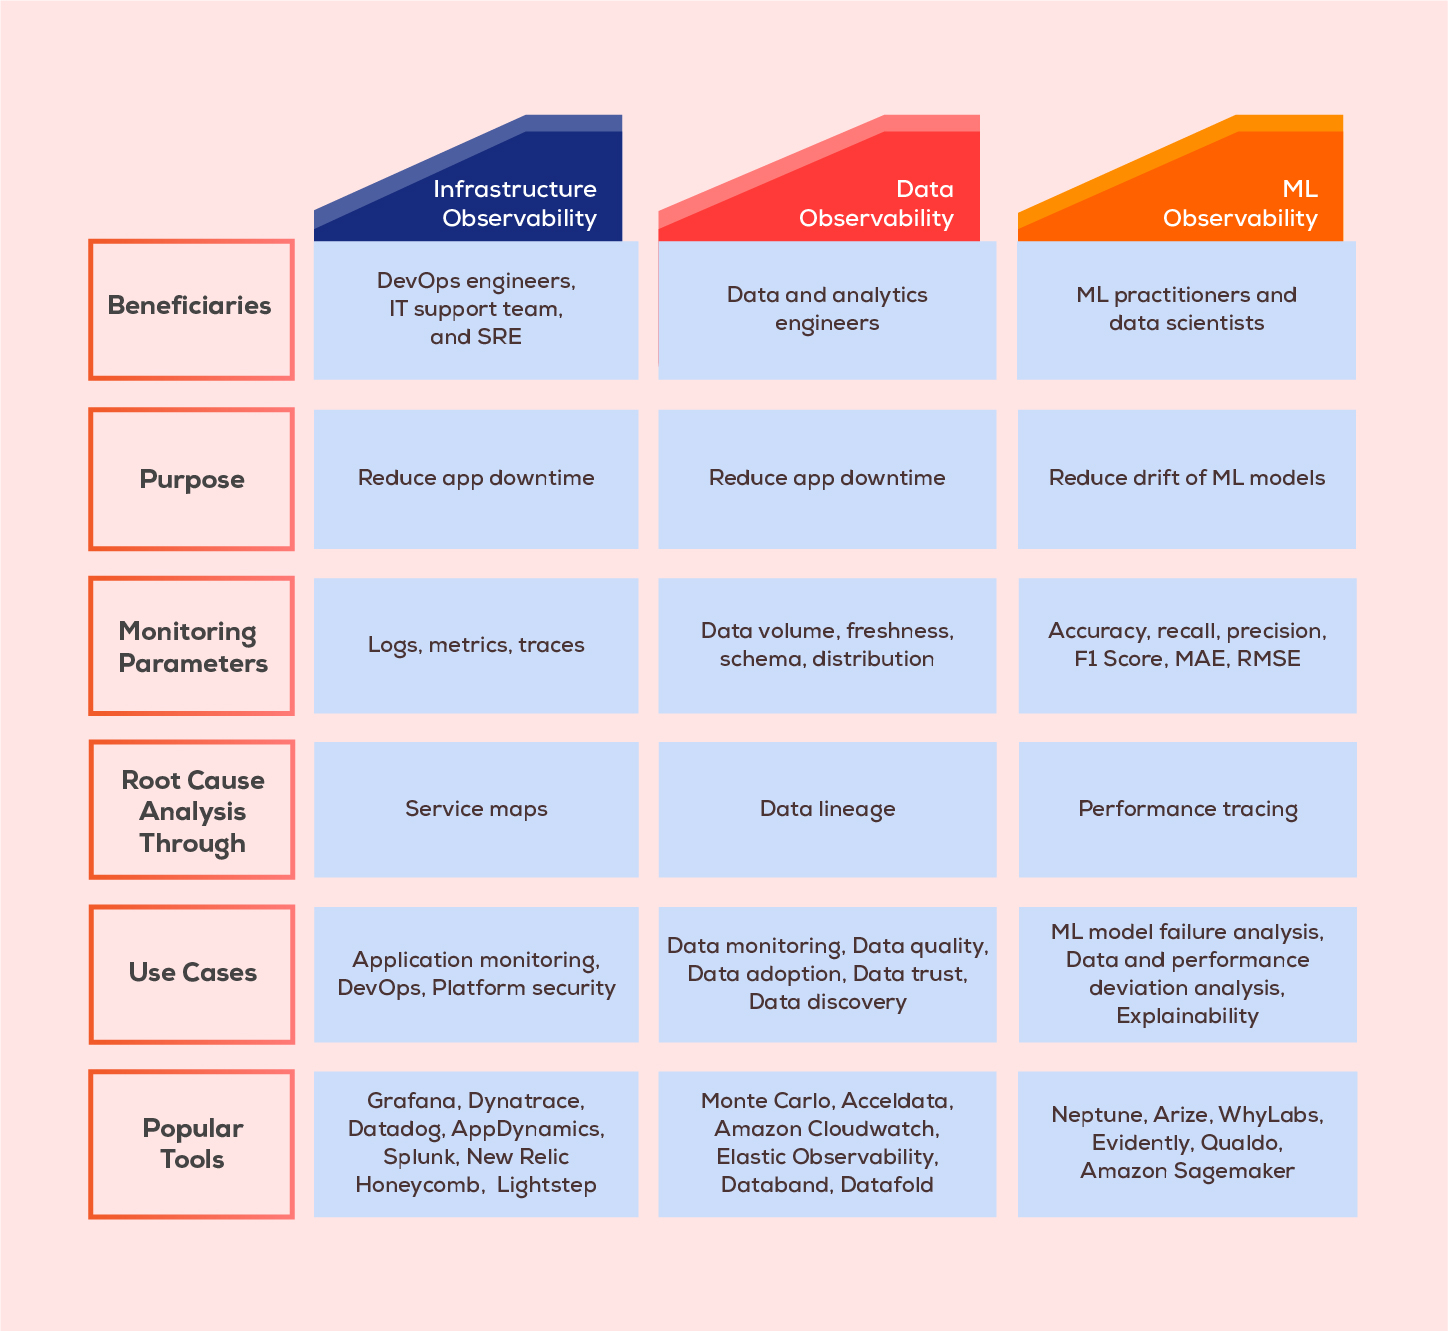 Infrastructure
Observability
Data
Observability
ML
Observability
Beneficiaries
DevOps engineers,
IT support team,
and SRE
Data and analytics
engineers
ML practitioners and
data scientists
Purpose
Reduce app downtime
Reduce app downtime
Reduce drift of ML models
Monitoring
Parameters
Logs, metrics, traces
Data volume, freshness,
schema, distribution
Accuracy, recall, precision,
F1 Score, MAE, RMSE
Root Cause
Analysis
Through
Service maps
Data lineage
Performance tracing
Use Cases
Application monitoring,
DevOps, Platform security
Data monitoring, Data quality,
Data adoption, Data trust,
Data discovery
ML model failure analysis,
Data and performance
deviation analysis,
Explainability
Popular
Tools
Grafana, Dynatrace,
Datadog, AppDynamics,
Splunk, New Relic
Honeycomb, Lightstep
Monte Carlo, Acceldata,
Amazon Cloudwatch,
Elastic Observability,
Databand, Datafold
Neptune, Arize, WhyLabs,
Evidently, Qualdo,
Amazon Sagemaker